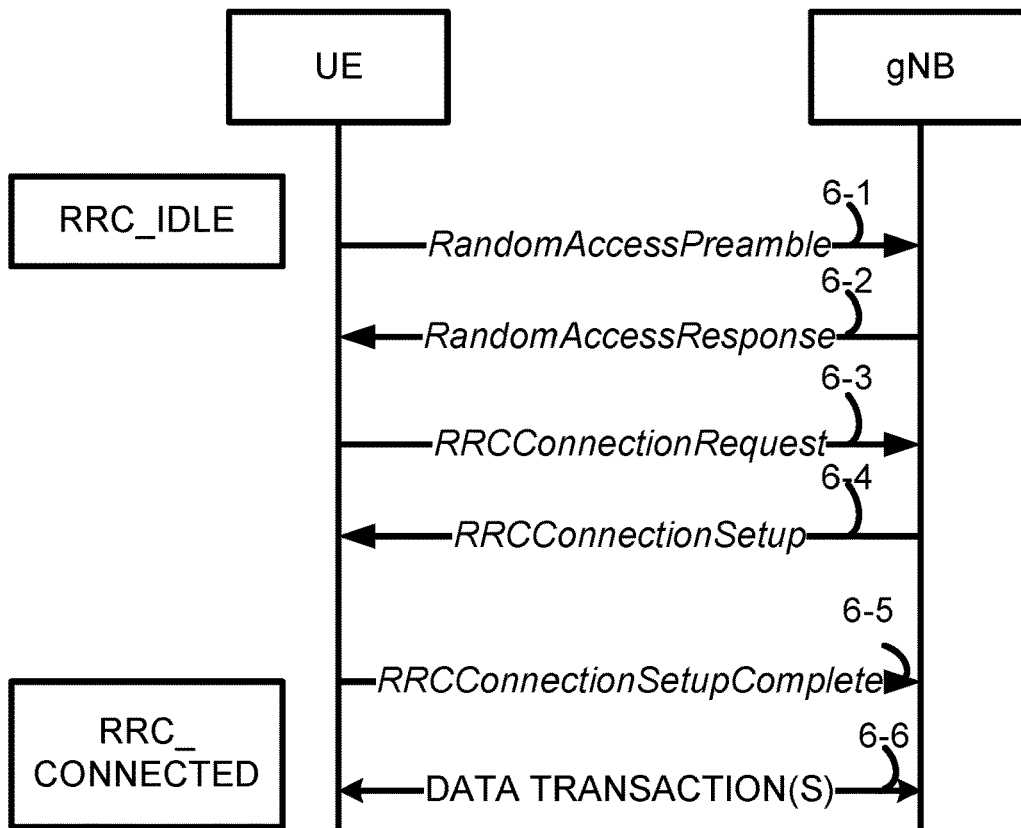 UE
gNB
RRC_IDLE
6-1
RandomAccessPreamble
6-2
RandomAccessResponse
6-3
RRCConnectionRequest
6-4
RRCConnectionSetup
6-5
RRCConnectionSetupComplete
RRC_
CONNECTED
6-6
DATA TRANSACTION(S)